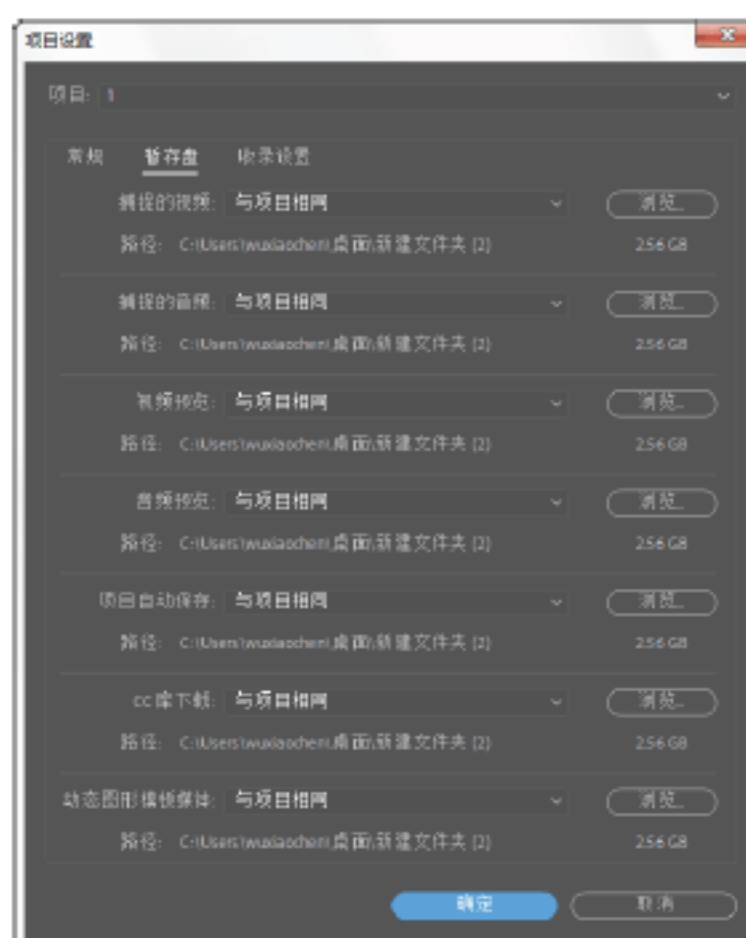 项目设置
项目: 1
常规 暂存盘 收录设置
捕捉的视频: 与项目相同 浏览...
路径: C:\Users\wuxiaochen\桌面\新建文件夹 (2) 2.56 GB
捕捉的音频: 与项目相同 浏览...
路径: C:\Users\wuxiaochen\桌面\新建文件夹 (2) 2.56 GB
视频预览: 与项目相同 浏览...
路径: C:\Users\wuxiaochen\桌面\新建文件夹 (2) 2.56 GB
音频预览: 与项目相同 浏览...
路径: C:\Users\wuxiaochen\桌面\新建文件夹 (2) 2.56 GB
项目自动保存: 与项目相同 浏览...
路径: C:\Users\wuxiaochen\桌面\新建文件夹 (2) 2.56 GB
CC 库下载: 与项目相同 浏览...
路径: C:\Users\wuxiaochen\桌面\新建文件夹 (2) 2.56 GB
动态图形模板媒体: 与项目相同 浏览...
路径: C:\Users\wuxiaochen\桌面\新建文件夹 (2) 2.56 GB
确定 取消